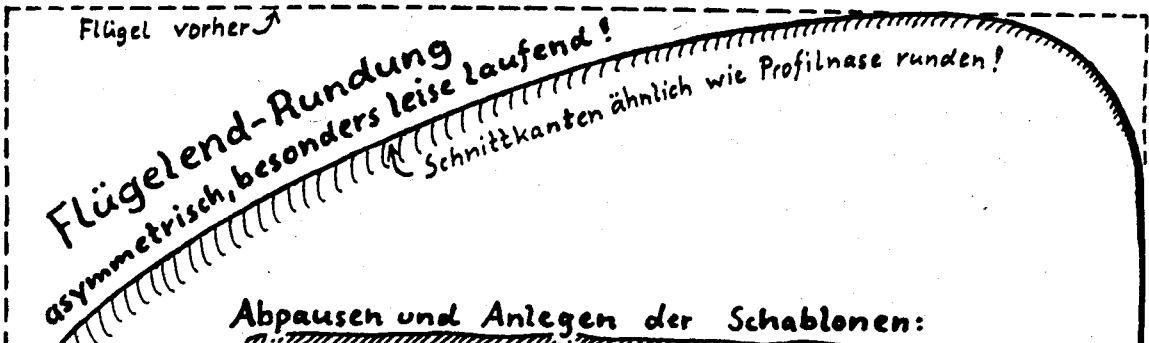 Flügel vorher
Flügelend-Rundung
asymmetrisch, besonders leise laufend!
Schnittkanten ähnlich wie Profilnase runden!
Abpausen und Anlegen der Schablonen: